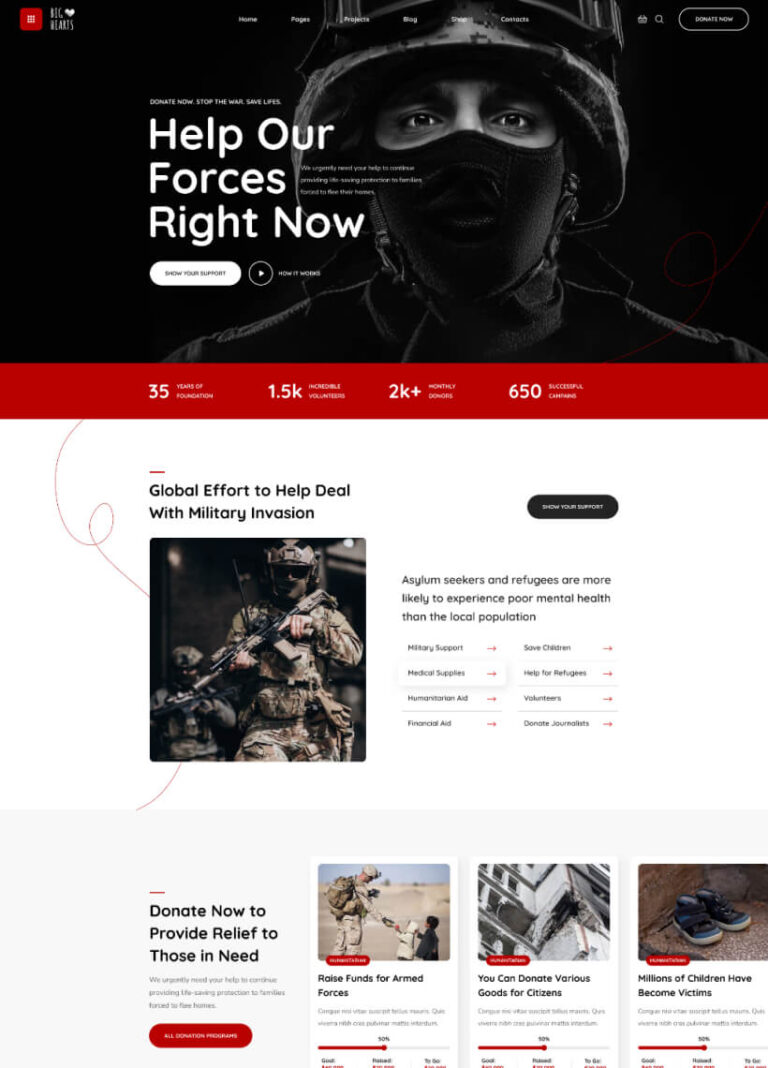 BIG
HEARTS
Home Pages Projects Blog Shop Contacts
DONATE NOW
DONATE NOW. STOP THE WAR. SAVE LIFES.
Help Our
Forces
Right Now
We urgently need your help to continue
providing life-saving protection to families
forced to flee their homes.
SHOW YOUR SUPPORT
HOW IT WORKS
35 YEARS OF
FOUNDATION
1.5k INCREDIBLE
VOLUNTEERS
2k+ MONTHLY
DONORS
650 SUCCESSFUL
CAMPAINS
Global Effort to Help Deal
With Military Invasion
SHOW YOUR SUPPORT
Asylum seekers and refugees are more
likely to experience poor mental health
than the local population
Military Support → Save Children →
Medical Supplies → Help for Refugees →
Humanitarian Aid → Volunteers →
Financial Aid → Donate Journalists →
Donate Now to
Provide Relief to
Those in Need
We urgently need your help to continue
providing life-saving protection to families
forced to flee homes.
ALL DONATION PROGRAMS
HUMANITARIAN
Raise Funds for Armed
Forces
Congue nisi vitae suscipit tellus mauris. Quis
viverra nibh cras pulvinar mattis interdum.
50%
Goal: Raised: To Go:
HUMANITARIAN
You Can Donate Various
Goods for Citizens
Congue nisi vitae suscipit tellus mauris. Quis
viverra nibh cras pulvinar mattis interdum.
50%
Goal: Raised: To Go:
HUMANITARIAN
Millions of Children Have
Become Victims
Congue nisi vitae suscipit tellus mauris. Quis
viverra nibh cras pulvinar mattis interdum.
50%
Goal: Raised: To Go: